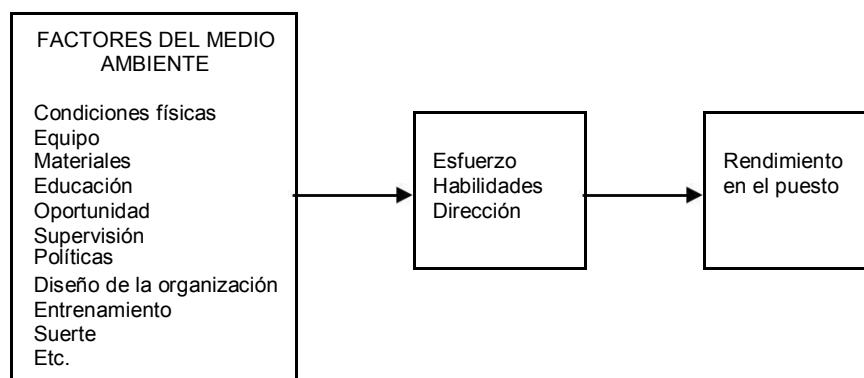 FACTORES DEL MEDIO
AMBIENTE
Condiciones físicas
Equipo
Materiales
Educación
Oportunidad
Supervisión
Políticas
Diseño de la organización
Entrenamiento
Suerte
Etc.
Esfuerzo
Habilidades
Dirección
Rendimiento
en el puesto